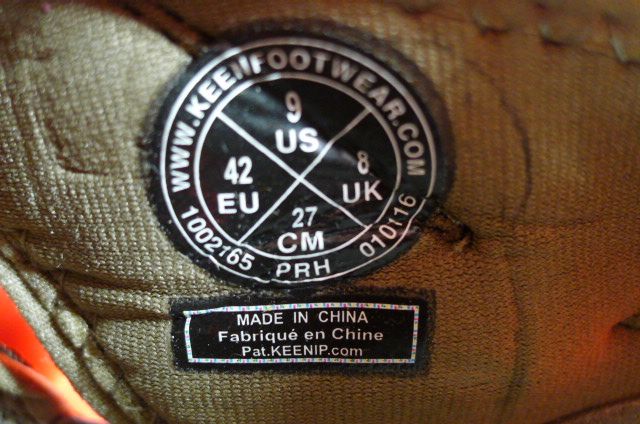 WWW.KEENFOOTWEAR.COM
9
US
42
EU
8
UK
27
CM
1002165 PRH 010116
MADE IN CHINA
Fabriqué en Chine
Pat.KEENIP.com